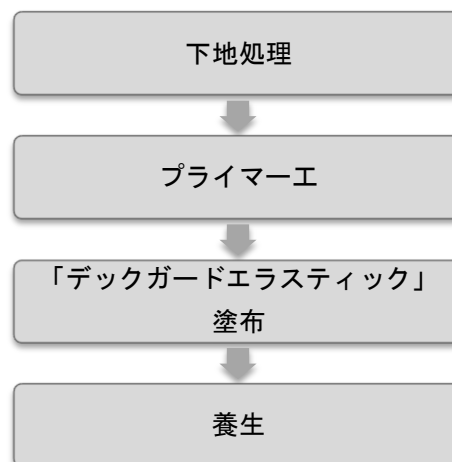 下地処理
プライマー工
「デックガードエラスティック」
塗布
養生